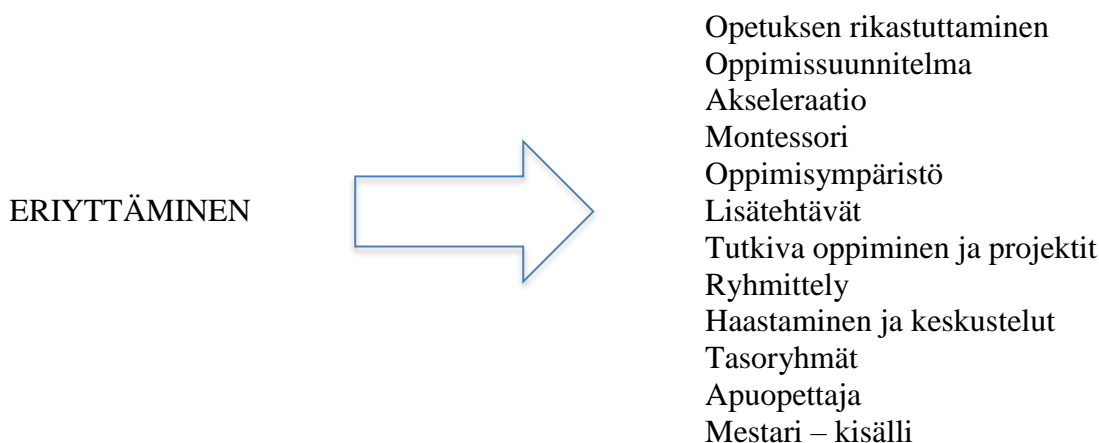 ERIYTTÄMINEN
Opetuksen rikastuttaminen
Oppimissuunnitelma
Akseleraatio
Montessori
Oppimisympäristö
Lisätehtävät
Tutkiva oppiminen ja projektit
Ryhmittely
Haastaminen ja keskustelut
Tasoryhmät
Apuopettaja
Mestari – kisälli